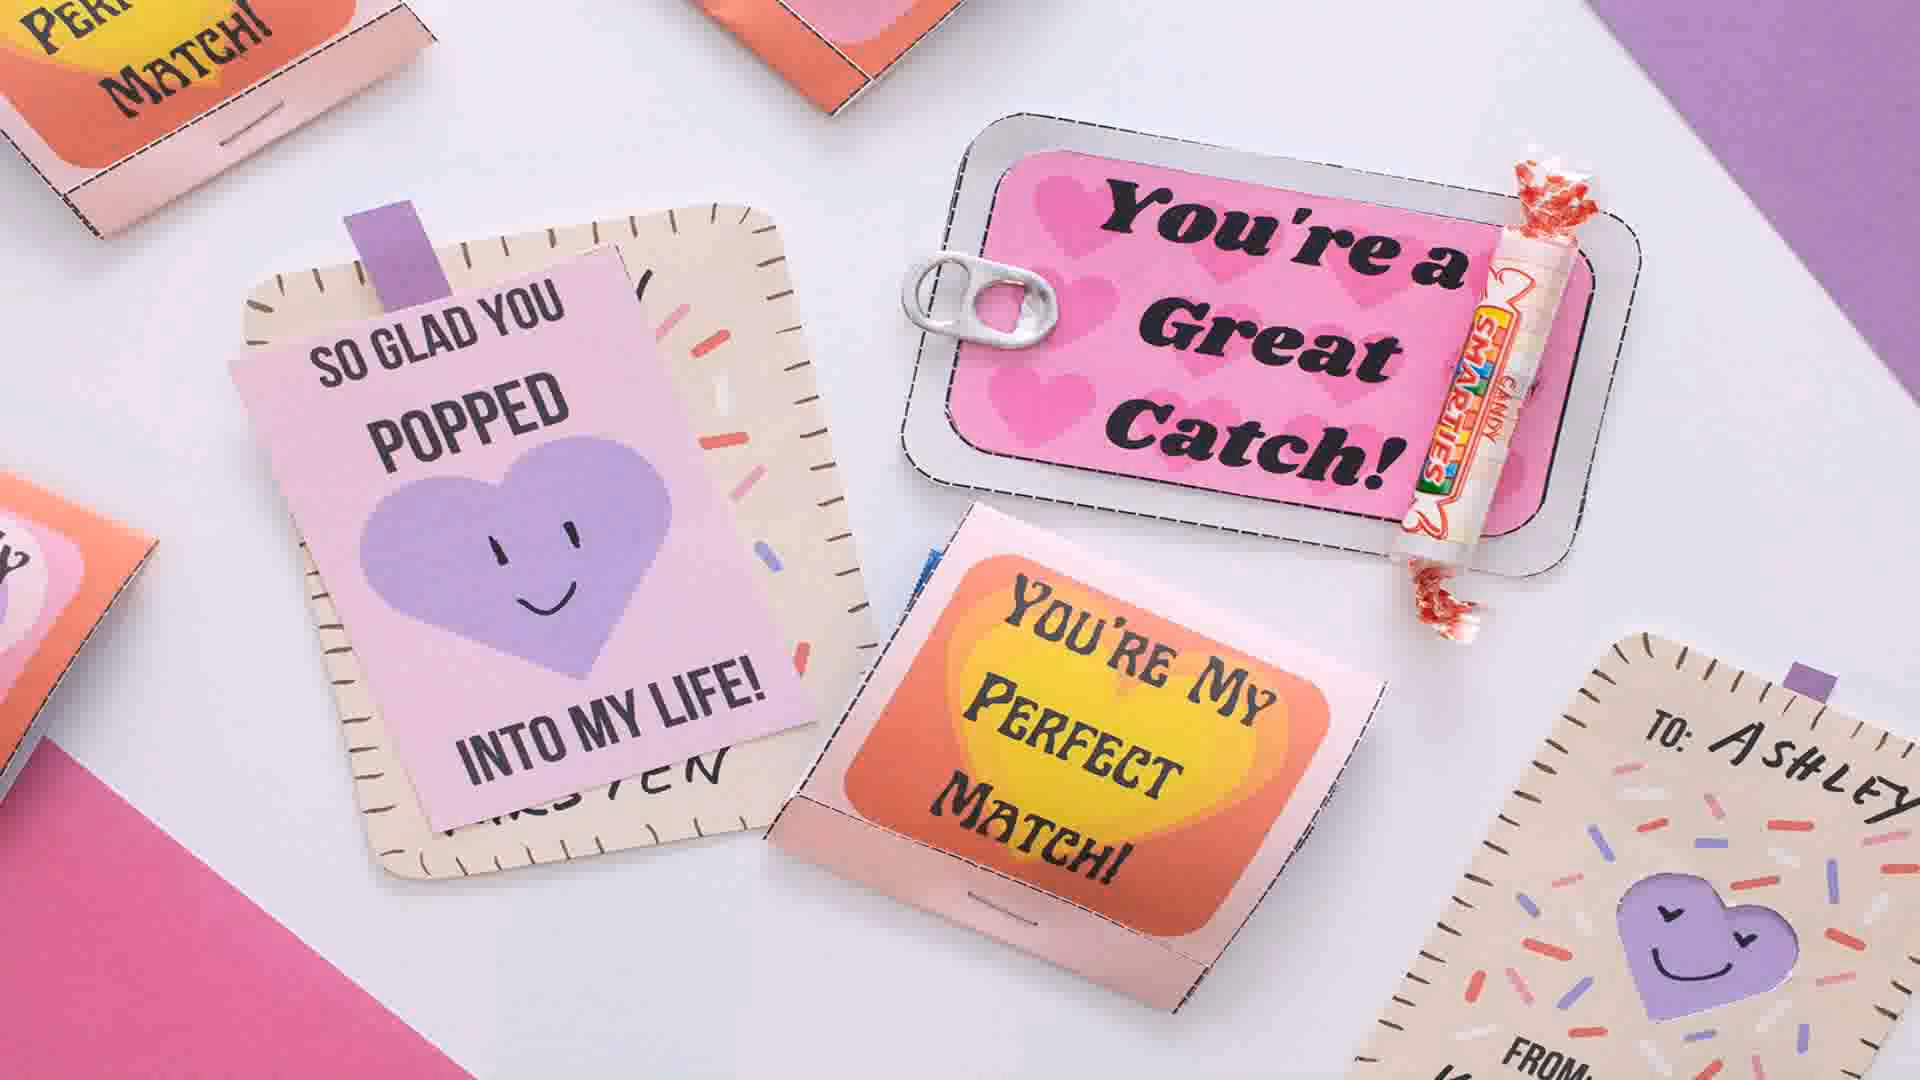 PERFECT
MATCH!
SO GLAD YOU
POPPED
INTO MY LIFE!
You're a
Great
Catch!
SMARTIES
CANDY
YOU'RE MY
PERFECT
MATCH!
TO: ASHLEY
FROM: